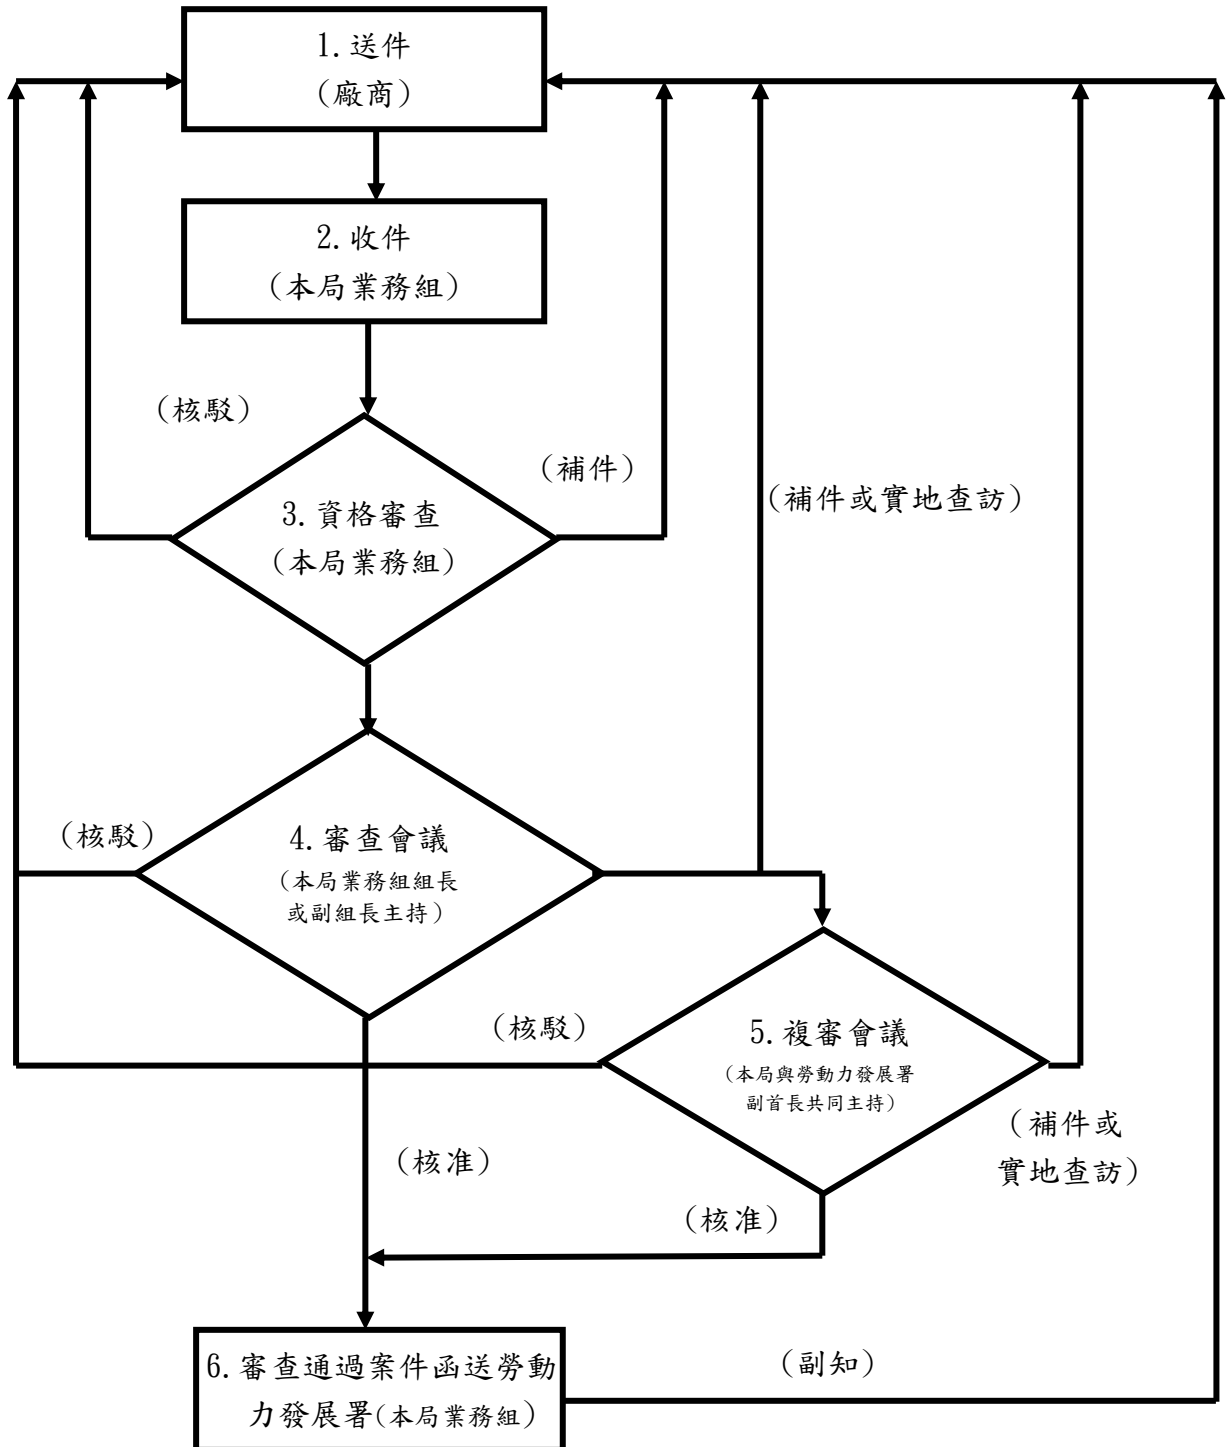 1.送件
(廠商)
2.收件
(本局業務組)
(核駁)
(補件)
3.資格審查
(本局業務組)
(補件或實地查訪)
(核駁)
4.審查會議
(本局業務組組長
或副組長主持)
(核駁)
5.複審會議
(本局與勞動力發展署
副首長共同主持)
(補件或
實地查訪)
(核准)
(核准)
6.審查通過案件函送勞動
力發展署(本局業務組)
(副知)